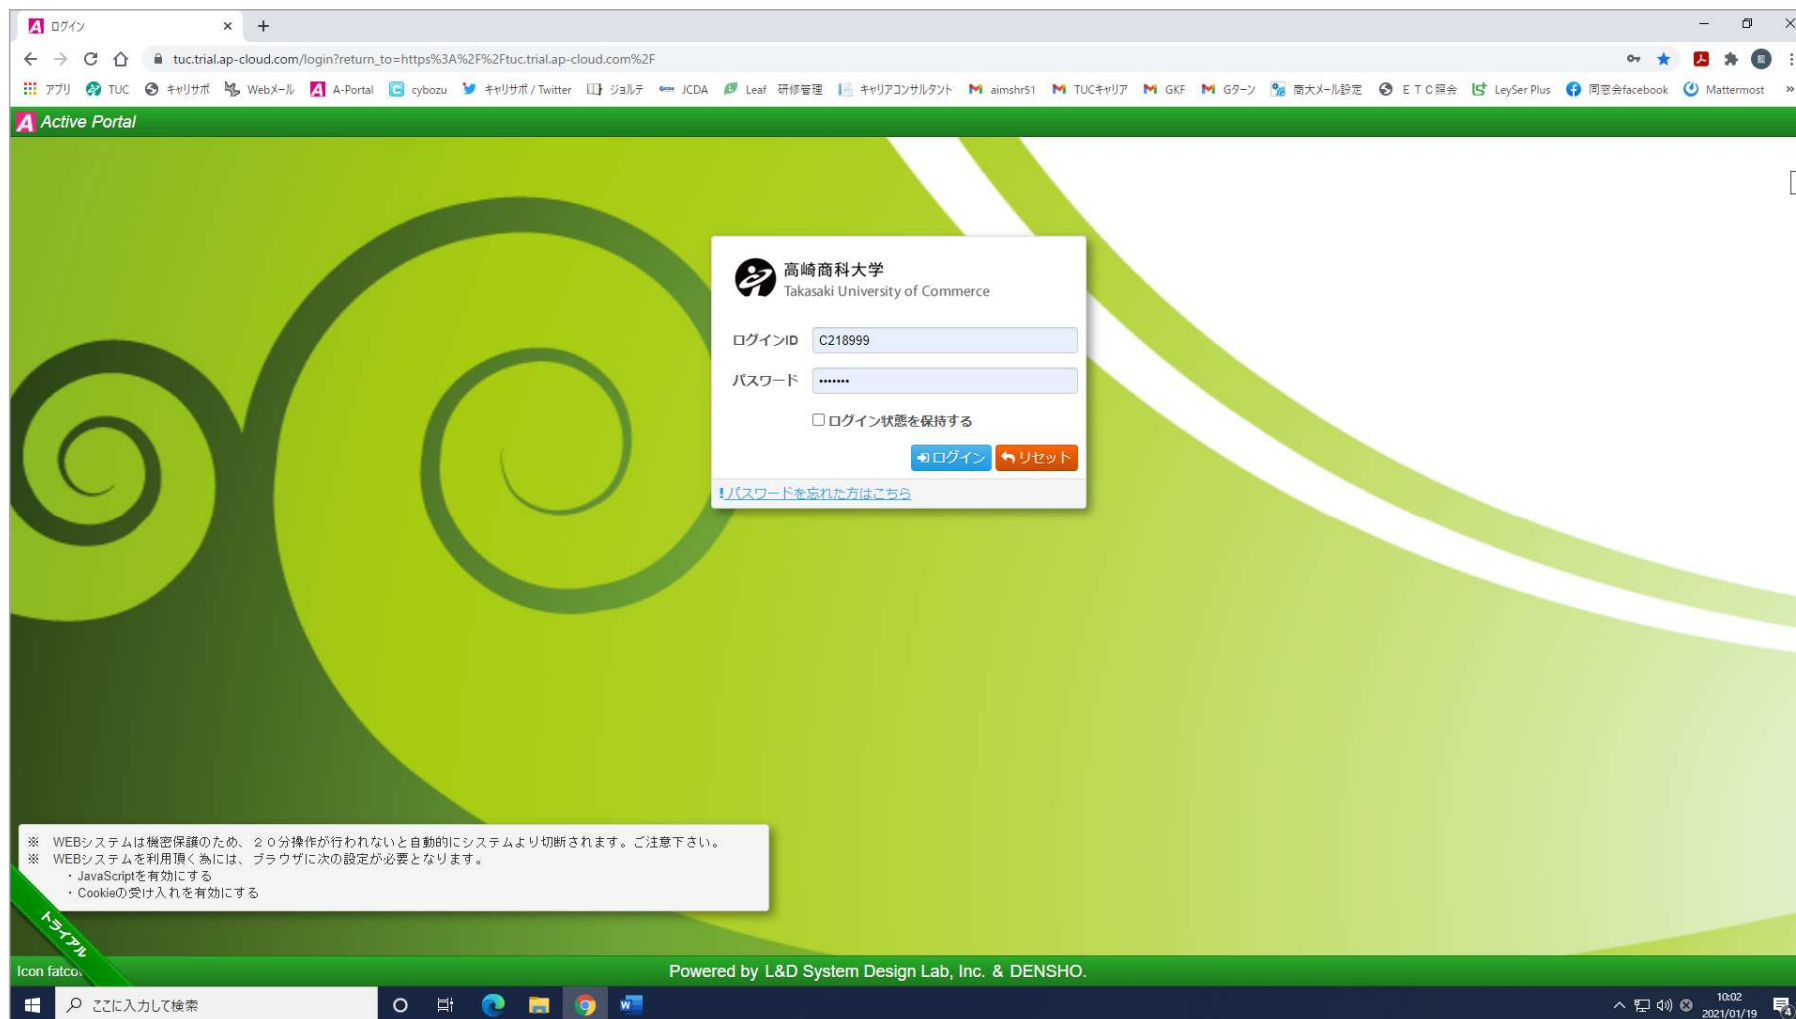 ログイン
tuc.trial.ap-cloud.com/login?return_to=https%3A%2F%2Ftuc.trial.ap-cloud.com%2F
アプリ TUC キャリサポ Webメール A-Portal cybozu キャリサポ / Twitter ジョルテ JCDA Leaf 研修管理 キャリアコンサルタント aimshr51 TUCキャリア GKF Gターン 商大メール設定 ＥＴＣ照会 LeySer Plus 同窓会facebook Mattermost »
A Active Portal
高崎商科大学
Takasaki University of Commerce
ログインID C218999
パスワード •••••••
ログイン状態を保持する
ログイン リセット
!パスワードを忘れた方はこちら
※ WEBシステムは機密保護のため、２０分操作が行われないと自動的にシステムより切断されます。ご注意下さい。
※ WEBシステムを利用頂く為には、ブラウザに次の設定が必要となります。
・JavaScriptを有効にする
・Cookieの受け入れを有効にする
トライアル
Icon fatcow
Powered by L&D System Design Lab, Inc. & DENSHO.
ここに入力して検索
10:02
2021/01/19
4